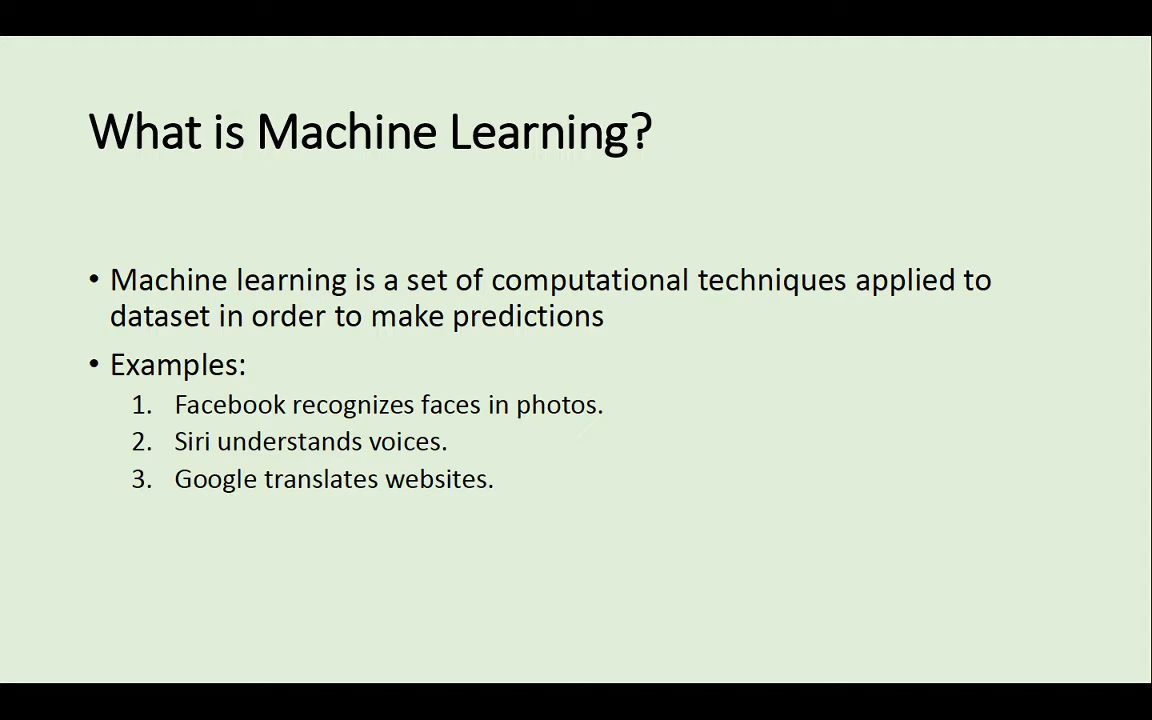 What is Machine Learning?
• Machine learning is a set of computational techniques applied to
dataset in order to make predictions
• Examples:
1. Facebook recognizes faces in photos.
2. Siri understands voices.
3. Google translates websites.